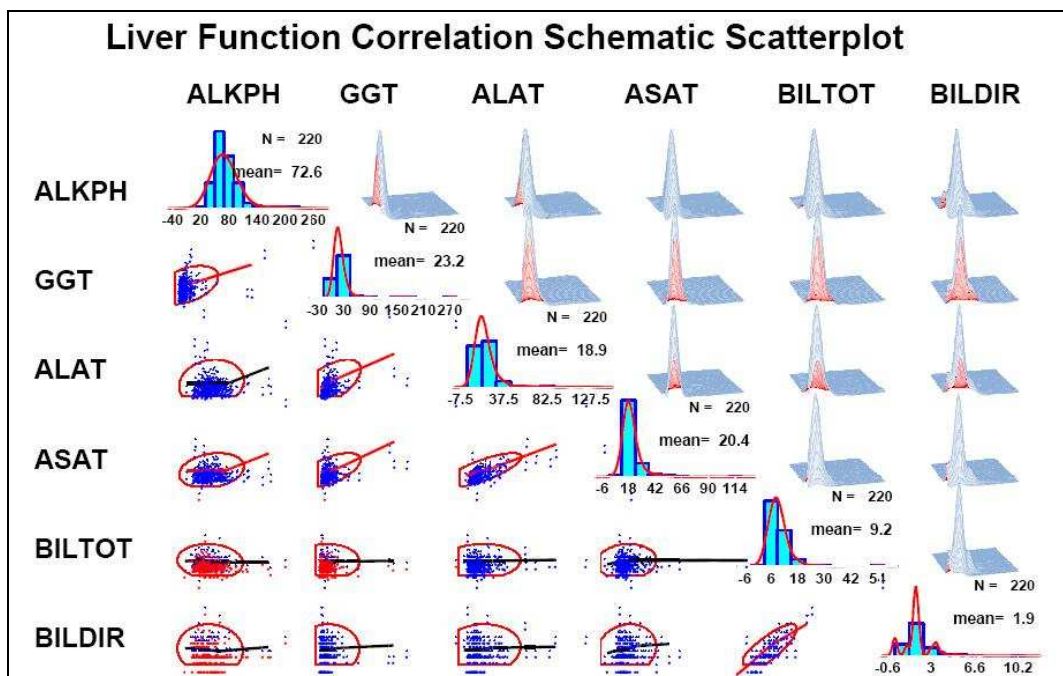 Liver Function Correlation Schematic Scatterplot
ALKPH GGT ALAT ASAT BILTOT BILDIR
ALKPH
N = 220
mean= 72.6
-40 20 80 140 200 260
GGT
N = 220
mean= 23.2
-30 30 90 150 210 270
ALAT
N = 220
mean= 18.9
-7.5 37.5 82.5 127.5
ASAT
N = 220
mean= 20.4
-6 18 42 66 90 114
BILTOT
N = 220
mean= 9.2
-6 6 18 30 42 54
BILDIR
N = 220
mean= 1.9
-0.6 3 6.6 10.2